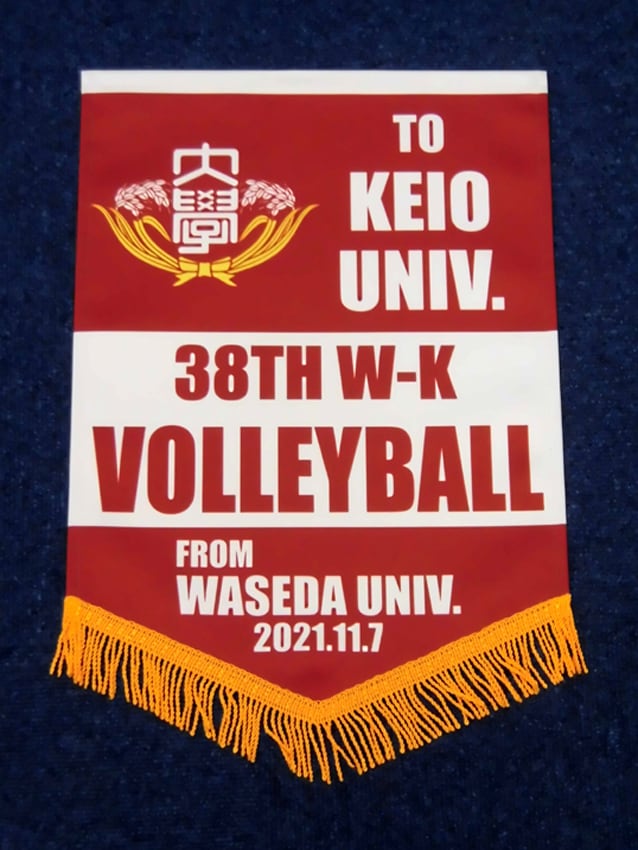 大學
TO
KEIO
UNIV.
38TH W-K
VOLLEYBALL
FROM
WASEDA UNIV.
2021.11.7